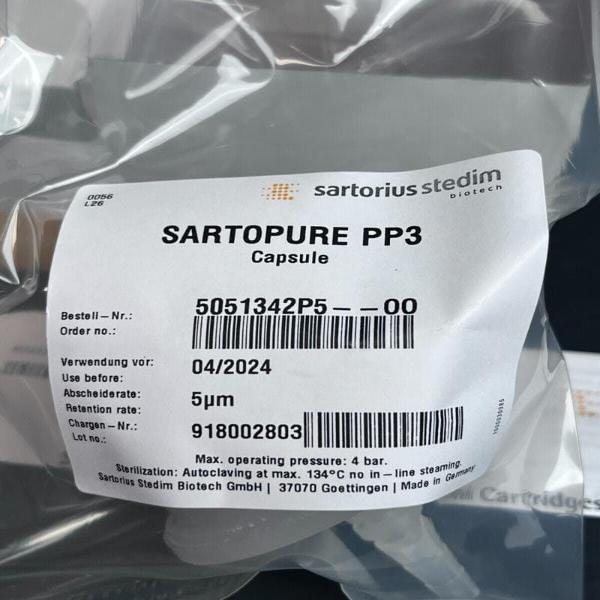 0056
L26
sartorius stedim
biotech
SARTOPURE PP3
Capsule
Bestell-Nr.:
Order no.:
5051342P5--00
Verwendung vor:
Use before:
04/2024
Abscheiderate:
Retention rate:
5µm
Chargen-Nr.:
Lot no.:
918002803
Max. operating pressure: 4 bar.
Sterilization: Autoclaving at max. 134°C no in-line steaming.
Sartorius Stedim Biotech GmbH | 37070 Goettingen | Made in Germany
Cartridges